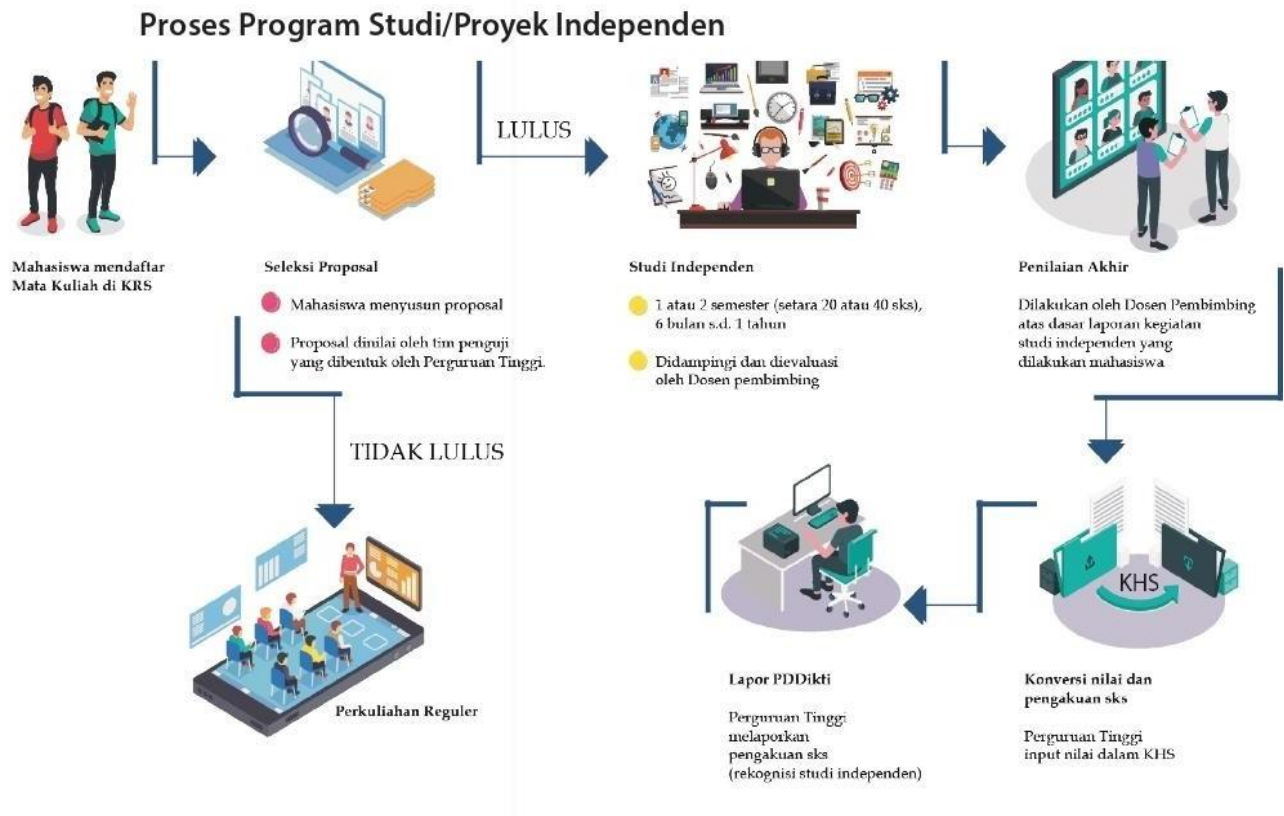 Proses Program Studi/Proyek Independen
LULUS
Mahasiswa mendaftar
Mata Kuliah di KRS
Seleksi Proposal
Mahasiswa menyusun proposal
Proposal dinilai oleh tim penguji
yang dibentuk oleh Perguruan Tinggi.
Studi Independen
1 atau 2 semester (setara 20 atau 40 sks),
6 bulan s.d. 1 tahun
Didampingi dan dievaluasi
oleh Dosen pembimbing
Penilaian Akhir
Dilakukan oleh Dosen Pembimbing
atas dasar laporan kegiatan
studi independen yang
dilakukan mahasiswa
TIDAK LULUS
Perkuliahan Reguler
KHS
Konversi nilai dan
pengakuan sks
Perguruan Tinggi
input nilai dalam KHS
Lapor PDDikti
Perguruan Tinggi
melaporkan
pengakuan sks
(rekognisi studi independen)